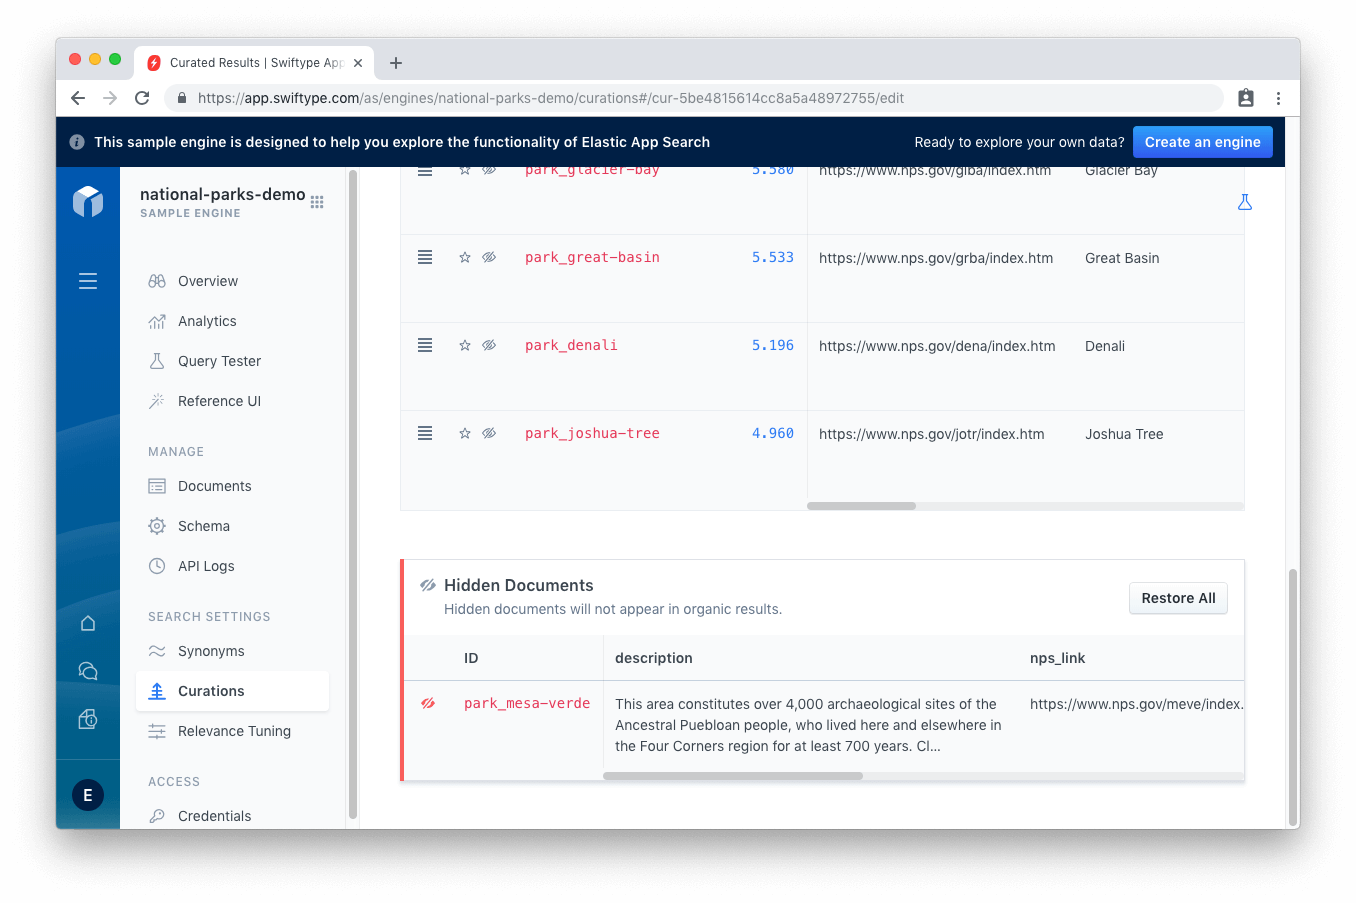 Curated Results | Swiftype App
https://app.swiftype.com/as/engines/national-parks-demo/curations#/cur-5be4815614cc8a5a48972755/edit
This sample engine is designed to help you explore the functionality of Elastic App Search
Ready to explore your own data?
Create an engine
national-parks-demo
SAMPLE ENGINE
Overview
Analytics
Query Tester
Reference UI
MANAGE
Documents
Schema
API Logs
SEARCH SETTINGS
Synonyms
Curations
Relevance Tuning
ACCESS
Credentials
E
park_glacier-bay 5.580 https://www.nps.gov/glba/index.htm Glacier Bay
park_great-basin 5.533 https://www.nps.gov/grba/index.htm Great Basin
park_denali 5.196 https://www.nps.gov/dena/index.htm Denali
park_joshua-tree 4.960 https://www.nps.gov/jotr/index.htm Joshua Tree
Hidden Documents
Hidden documents will not appear in organic results.
Restore All
ID description nps_link
park_mesa-verde This area constitutes over 4,000 archaeological sites of the https://www.nps.gov/meve/index.
Ancestral Puebloan people, who lived here and elsewhere in
the Four Corners region for at least 700 years. Cl...